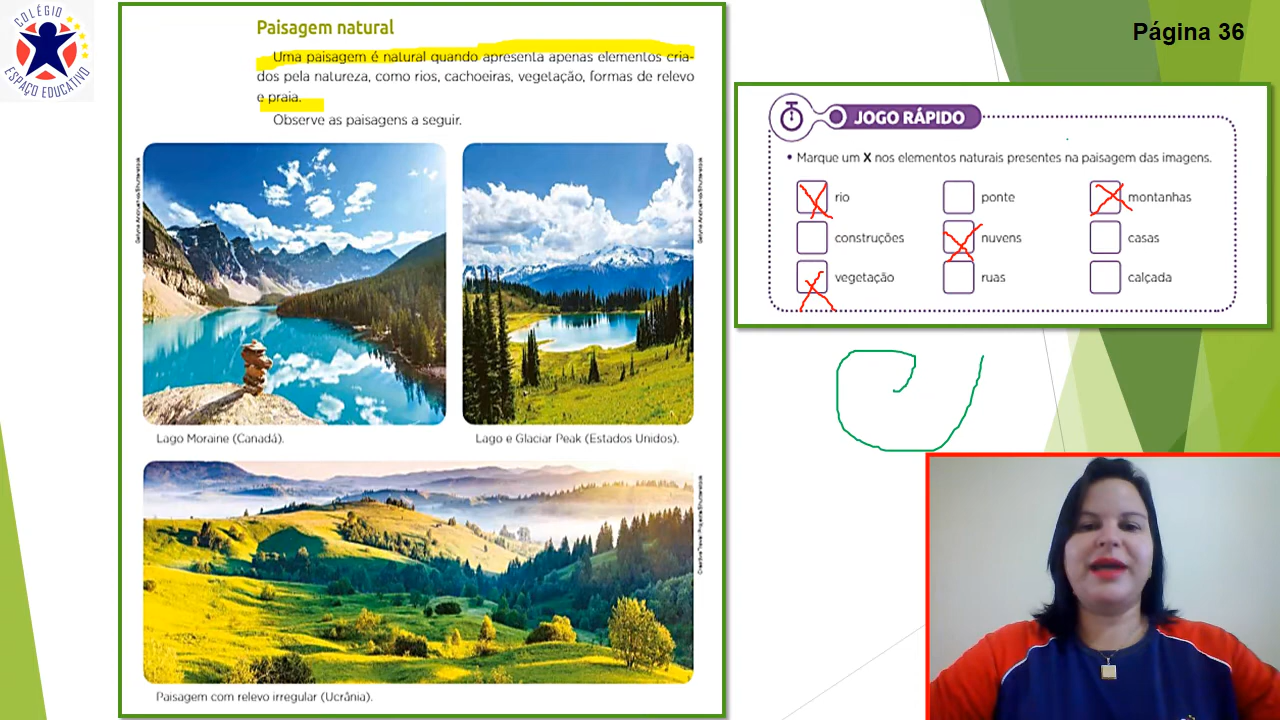 COLÉGIO
ESPAÇO EDUCATIVO
Paisagem natural
Uma paisagem é natural quando apresenta apenas elementos cria-
dos pela natureza, como rios, cachoeiras, vegetação, formas de relevo
e praia.
Observe as paisagens a seguir.
Lago Moraine (Canadá).
Lago e Glaciar Peak (Estados Unidos).
Paisagem com relevo irregular (Ucrânia).
Página 36
JOGO RÁPIDO
• Marque um X nos elementos naturais presentes na paisagem das imagens.
X rio
ponte
X montanhas
construções
X nuvens
casas
X vegetação
ruas
calçada